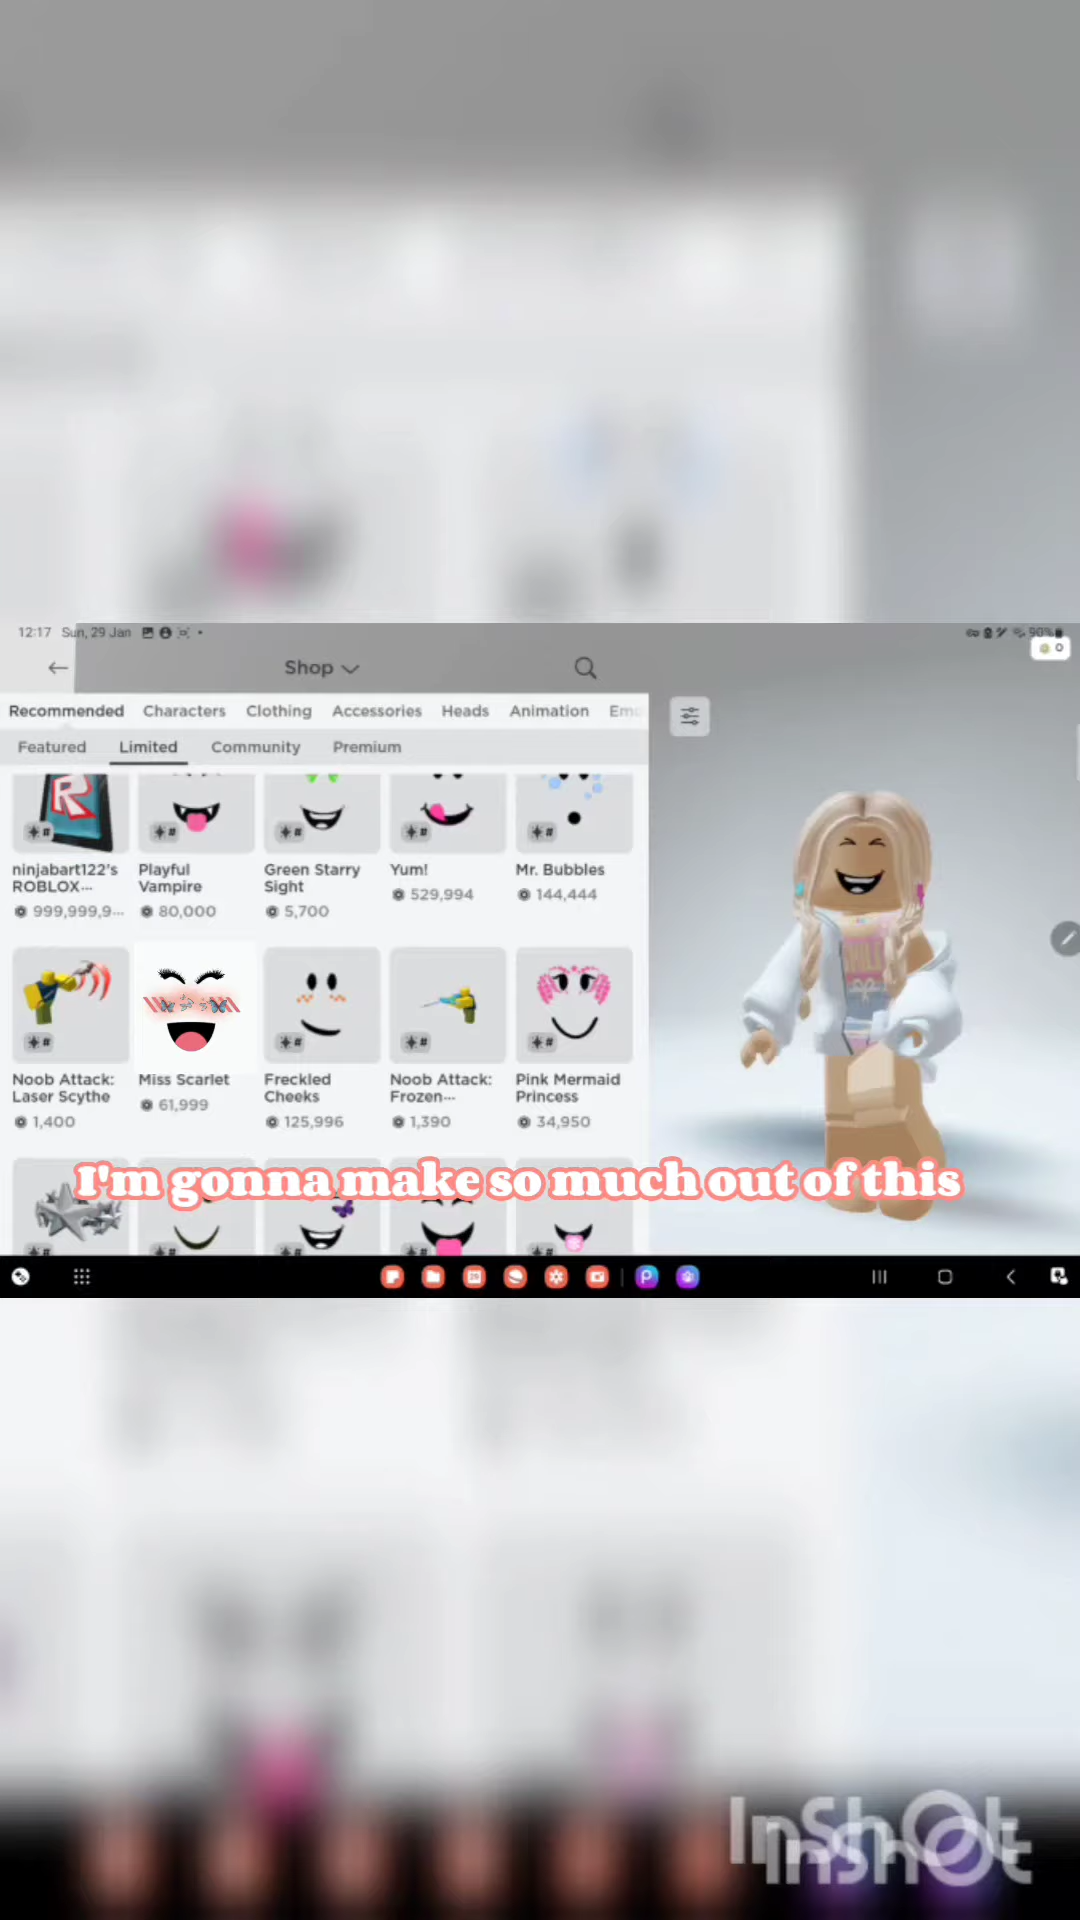 12:17 Sun, 29 Jan
90%
0
Shop
Recommended Characters Clothing Accessories Heads Animation Emo
Featured Limited Community Premium
ninjabart122's
ROBLOX...
999,999,9...
Playful
Vampire
80,000
Green Starry
Sight
5,700
Yum!
529,994
Mr. Bubbles
144,444
Noob Attack:
Laser Scythe
1,400
Miss Scarlet
61,999
Freckled
Cheeks
125,996
Noob Attack:
Frozen...
1,390
Pink Mermaid
Princess
34,950
I'm gonna make so much out of this
InShOt